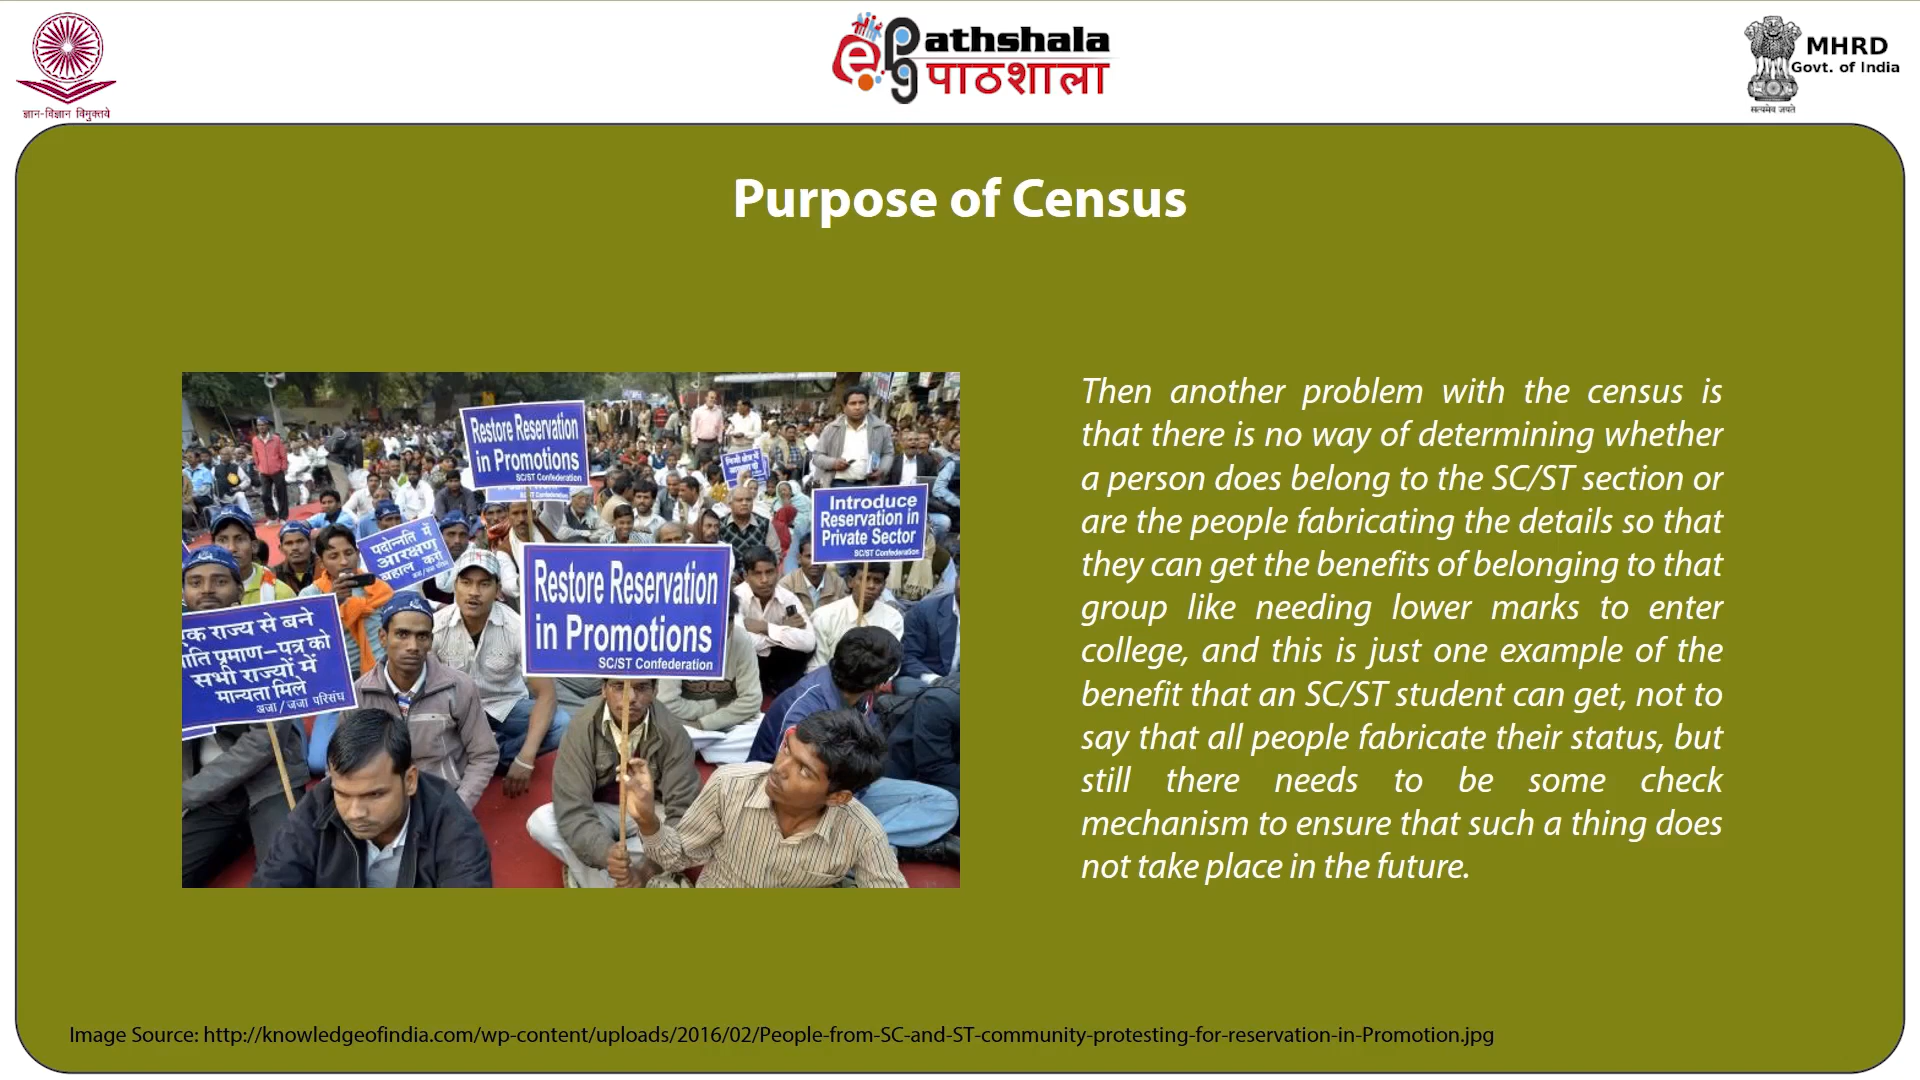 ज्ञान-विज्ञान विमुक्तये
e Pg athshala
पाठशाला
MHRD
Govt. of India
सत्यमेव जयते
Purpose of Census
Restore Reservation
in Promotions
SC/ST Confederation
Introduce
Reservation in
Private Sector
SC/ST Confederation
पदोन्नति में
आरक्षण
बहाल करो
Restore Reservation
in Promotions
SC/ST Confederation
एक राज्य से बने
जाति प्रमाण-पत्र को
सभी राज्यों में
मान्यता मिले
अजा/जजा परिसंघ
Then another problem with the census is
that there is no way of determining whether
a person does belong to the SC/ST section or
are the people fabricating the details so that
they can get the benefits of belonging to that
group like needing lower marks to enter
college, and this is just one example of the
benefit that an SC/ST student can get, not to
say that all people fabricate their status, but
still there needs to be some check
mechanism to ensure that such a thing does
not take place in the future.
Image Source: http://knowledgeofindia.com/wp-content/uploads/2016/02/People-from-SC-and-ST-community-protesting-for-reservation-in-Promotion.jpg